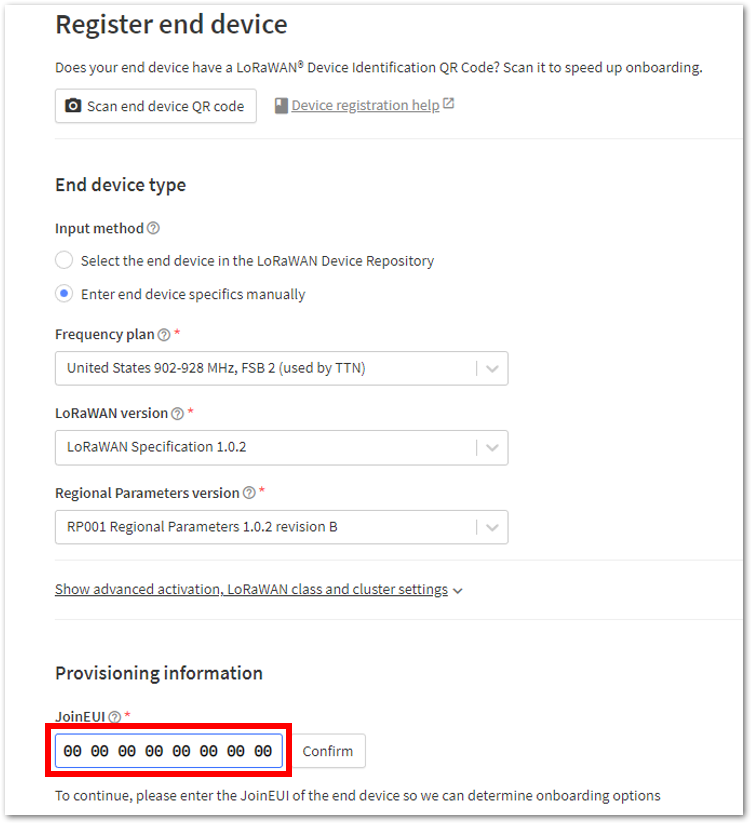 Register end device
Does your end device have a LoRaWAN® Device Identification QR Code? Scan it to speed up onboarding.
Scan end device QR code Device registration help
End device type
Input method
Select the end device in the LoRaWAN Device Repository
Enter end device specifics manually
Frequency plan *
United States 902-928 MHz, FSB 2 (used by TTN)
LoRaWAN version *
LoRaWAN Specification 1.0.2
Regional Parameters version *
RP001 Regional Parameters 1.0.2 revision B
Show advanced activation, LoRaWAN class and cluster settings
Provisioning information
JoinEUI *
00 00 00 00 00 00 00 00 Confirm
To continue, please enter the JoinEUI of the end device so we can determine onboarding options